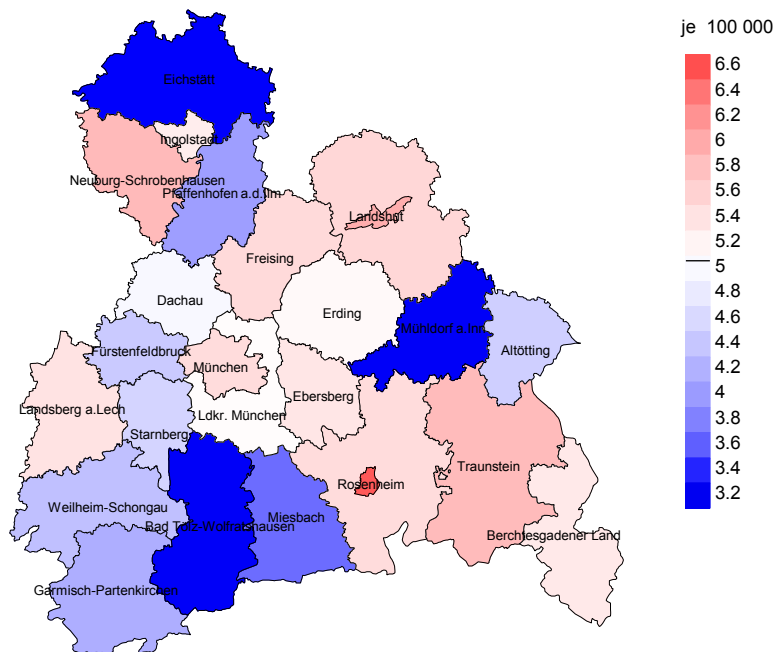 je 100 000
6.6
6.4
6.2
6
5.8
5.6
5.4
5.2
5
4.8
4.6
4.4
4.2
4
3.8
3.6
3.4
3.2
Eichstätt
Ingolstadt
Neuburg-Schrobenhausen
Pfaffenhofen a.d.Ilm
Landshut
Freising
Dachau
Erding
Mühldorf a.Inn
Fürstenfeldbruck
Altötting
München
Ebersberg
Landsberg a.Lech
Ldkr. München
Starnberg
Traunstein
Rosenheim
Weilheim-Schongau
Miesbach
Bad Tölz-Wolfratshausen
Berchtesgadener Land
Garmisch-Partenkirchen